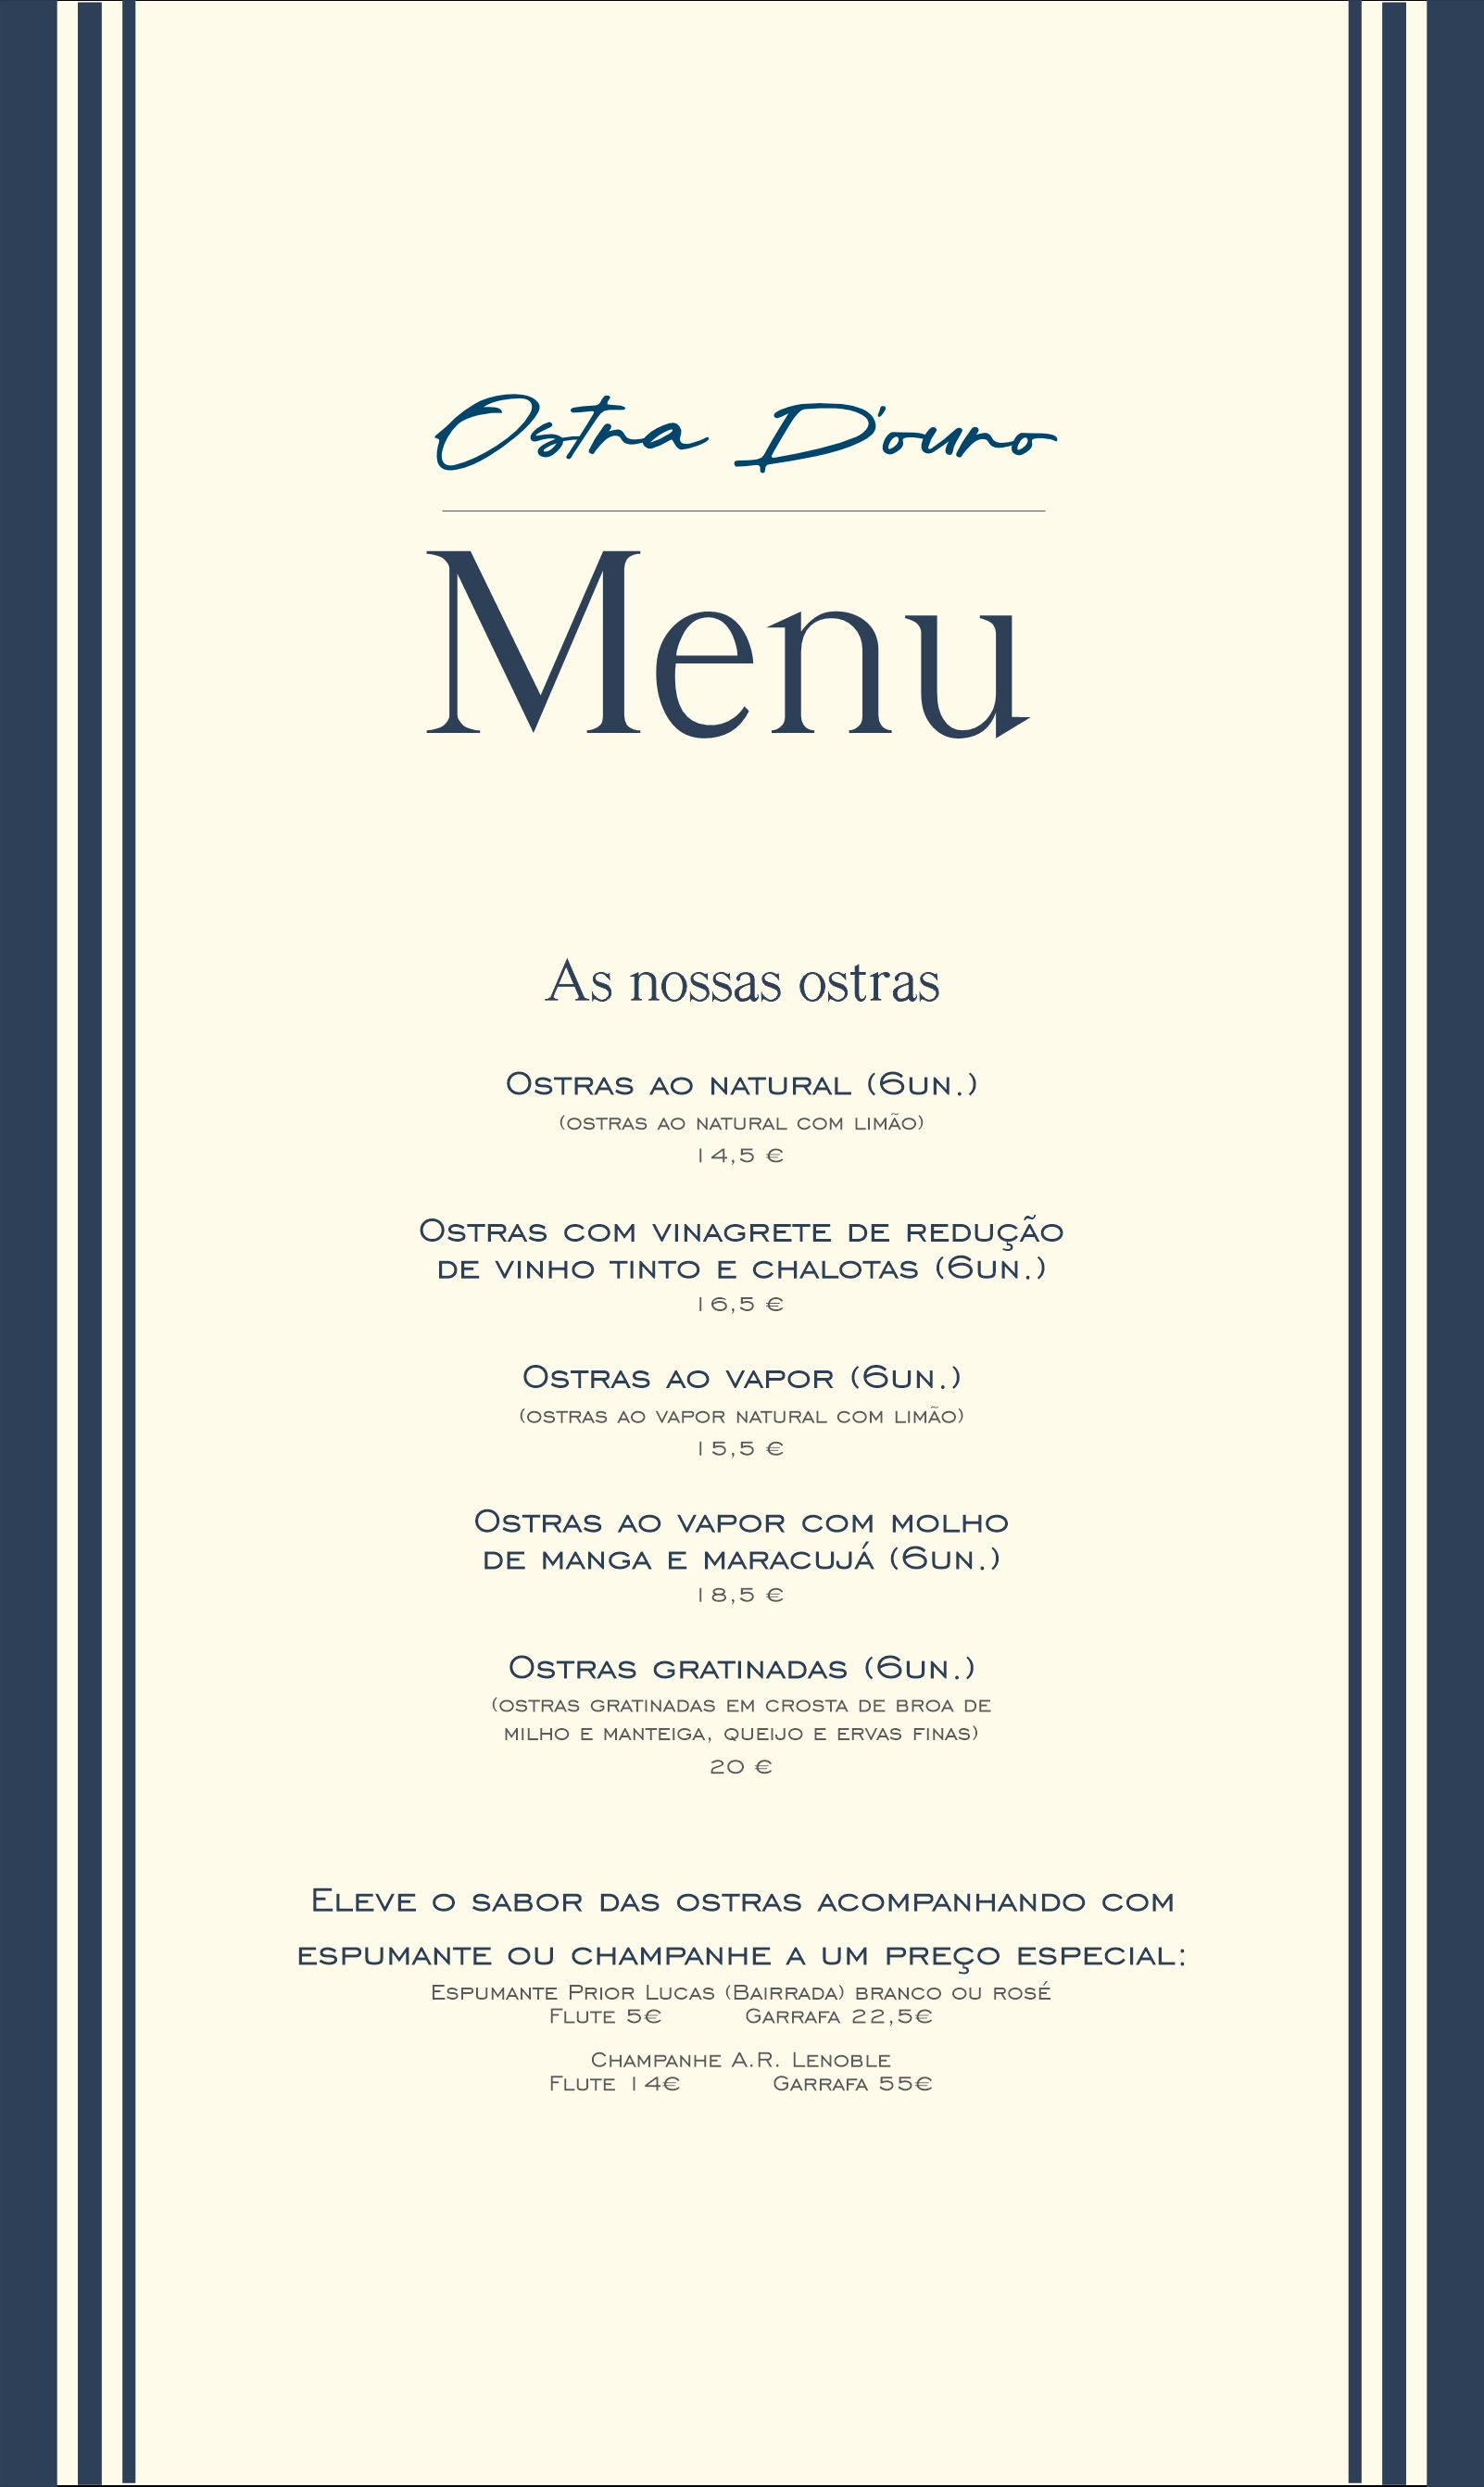 Ostra D'ouro
Menu
As nossas ostras
Ostras ao natural (6un.)
(ostras ao natural com limão)
14,5 €
Ostras com vinagrete de redução
de vinho tinto e chalotas (6un.)
16,5 €
Ostras ao vapor (6un.)
(ostras ao vapor natural com limão)
15,5 €
Ostras ao vapor com molho
de manga e maracujá (6un.)
18,5 €
Ostras gratinadas (6un.)
(ostras gratinadas em crosta de broa de
milho e manteiga, queijo e ervas finas)
20 €
Eleve o sabor das ostras acompanhando com
espumante ou champanhe a um preço especial:
Espumante Prior Lucas (Bairrada) branco ou rosé
Flute 5€ Garrafa 22,5€
Champanhe A.R. Lenoble
Flute 14€ Garrafa 55€